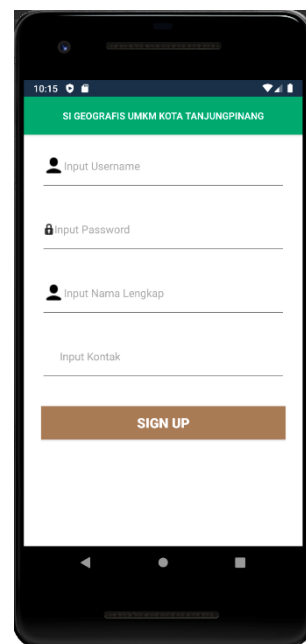 10:15
SI GEOGRAFIS UMKM KOTA TANJUNGPINANG
Input Username
Input Password
Input Nama Lengkap
Input Kontak
SIGN UP